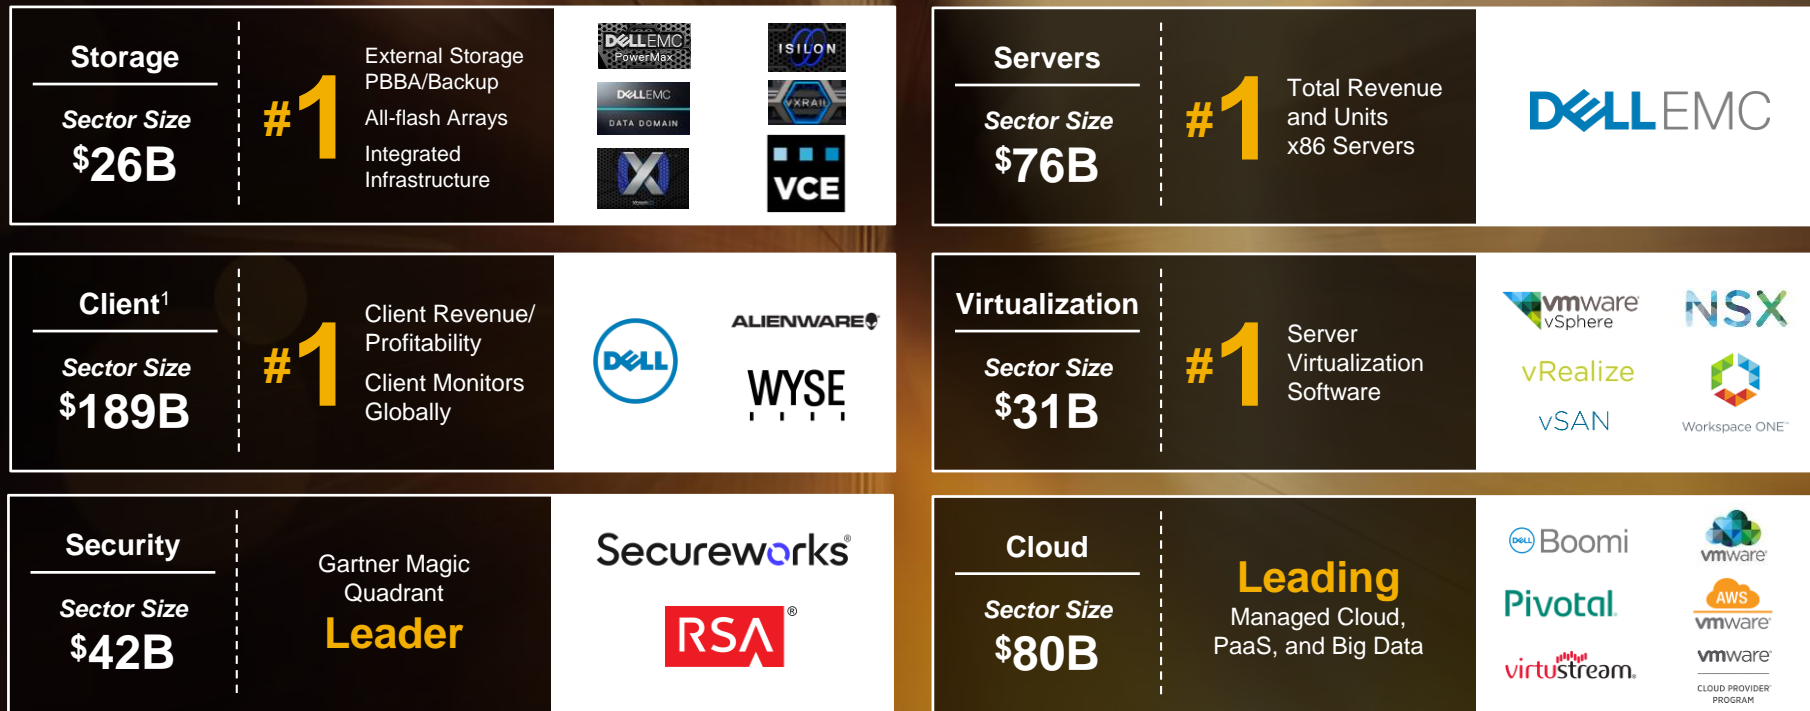 Storage
Sector Size
$26B
#1
External Storage
PBBA/Backup
All-flash Arrays
Integrated
Infrastructure
DELLEMC
PowerMax
ISILON
DELLEMC
DATA DOMAIN
VXRAIL
X
VCE
Servers
Sector Size
$76B
#1
Total Revenue
and Units
x86 Servers
DELLEMC
Client1
Sector Size
$189B
#1
Client Revenue/
Profitability
Client Monitors
Globally
DELL
ALIENWARE
WYSE
Virtualization
Sector Size
$31B
#1
Server
Virtualization
Software
vmware®
vSphere
NSX
vRealize
vSAN
Workspace ONE™
Security
Sector Size
$42B
Gartner Magic
Quadrant
Leader
Secureworks®
RSA®
Cloud
Sector Size
$80B
Leading
Managed Cloud,
PaaS, and Big Data
DELL Boomi
vmware®
Pivotal.
AWS
vmware®
virtustream.
vmware®
CLOUD PROVIDER™
PROGRAM